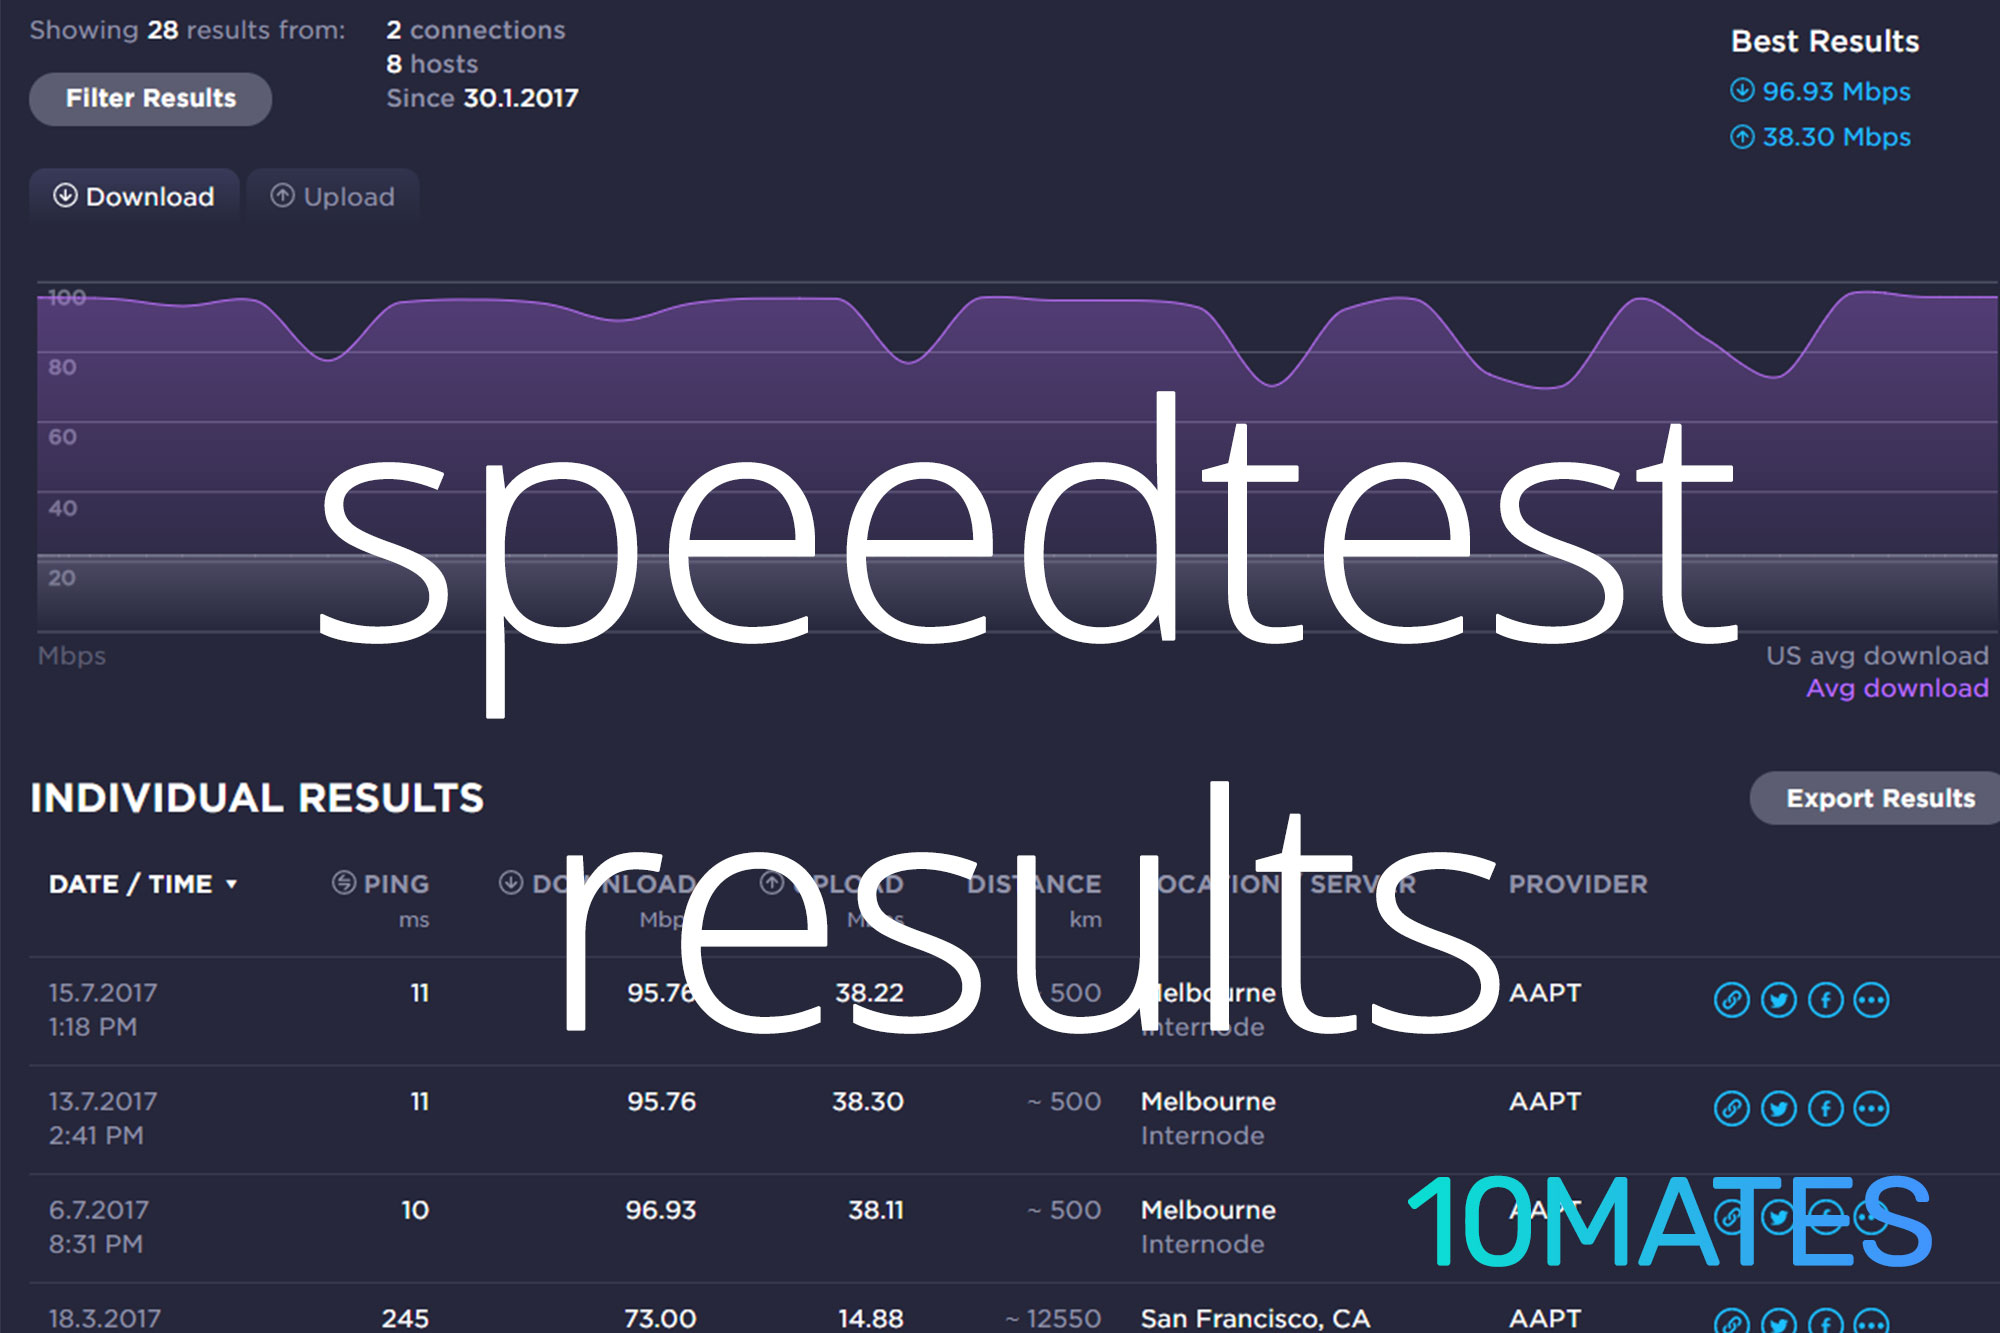 Showing 28 results from:
2 connections
8 hosts
Since 30.1.2017
Filter Results
Best Results
96.93 Mbps
38.30 Mbps
Download
Upload
100
80
60
40
20
Mbps
US avg download
Avg download
speedtest
results
INDIVIDUAL RESULTS
Export Results
DATE / TIME PING DOWNLOAD UPLOAD DISTANCE LOCATION SERVER PROVIDER
ms Mbps Mbps km
15.7.2017 11 95.76 38.22 500 Melbourne AAPT
1:18 PM Internode
13.7.2017 11 95.76 38.30 ~ 500 Melbourne AAPT
2:41 PM Internode
6.7.2017 10 96.93 38.11 ~ 500 Melbourne AAPT
8:31 PM Internode
10MATES
18.3.2017 245 73.00 14.88 ~ 12550 San Francisco, CA AAPT